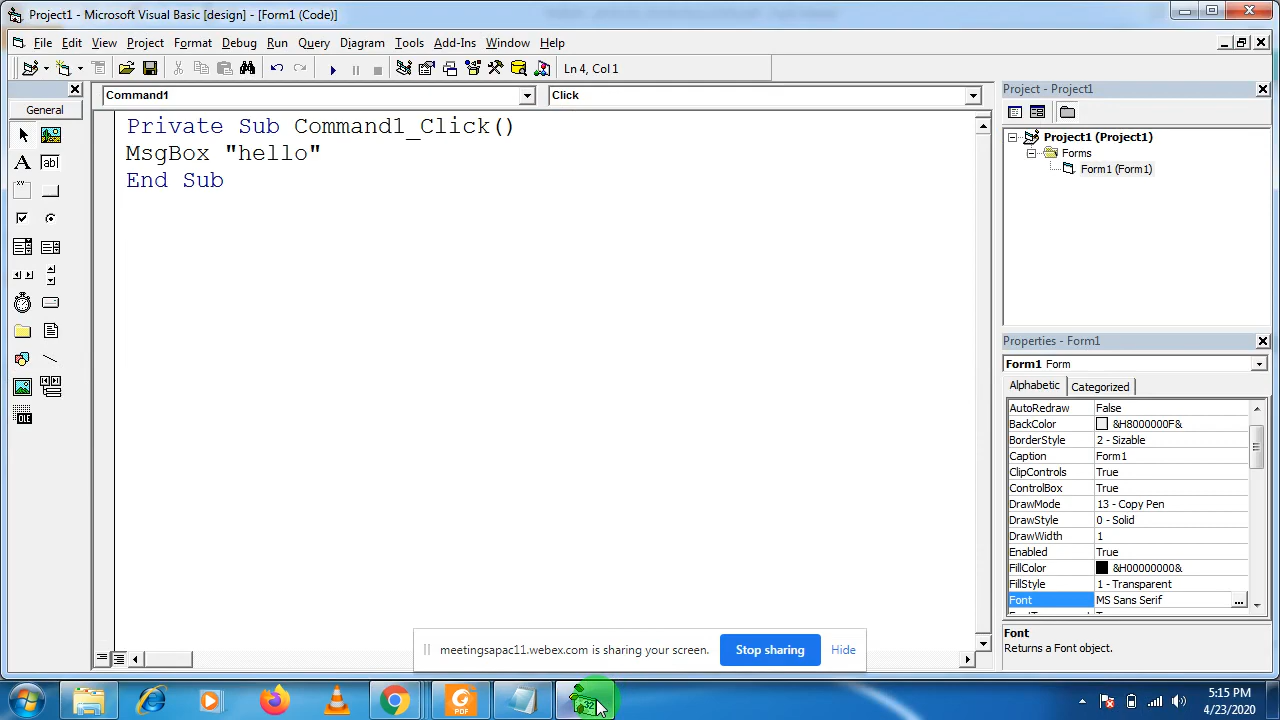 Project1 - Microsoft Visual Basic [design] - [Form1 (Code)]
File Edit View Project Format Debug Run Query Diagram Tools Add-Ins Window Help
Ln 4, Col 1
General
Command1
Click
Private Sub Command1_Click()
MsgBox "hello"
End Sub
Project - Project1
Project1 (Project1)
Forms
Form1 (Form1)
Properties - Form1
Form1 Form
Alphabetic Categorized
AutoRedraw False
BackColor &H8000000F&
BorderStyle 2 - Sizable
Caption Form1
ClipControls True
ControlBox True
DrawMode 13 - Copy Pen
DrawStyle 0 - Solid
DrawWidth 1
Enabled True
FillColor &H00000000&
FillStyle 1 - Transparent
Font MS Sans Serif ...
Font
Returns a Font object.
meetingsapac11.webex.com is sharing your screen. Stop sharing Hide
PDF
5:15 PM
4/23/2020